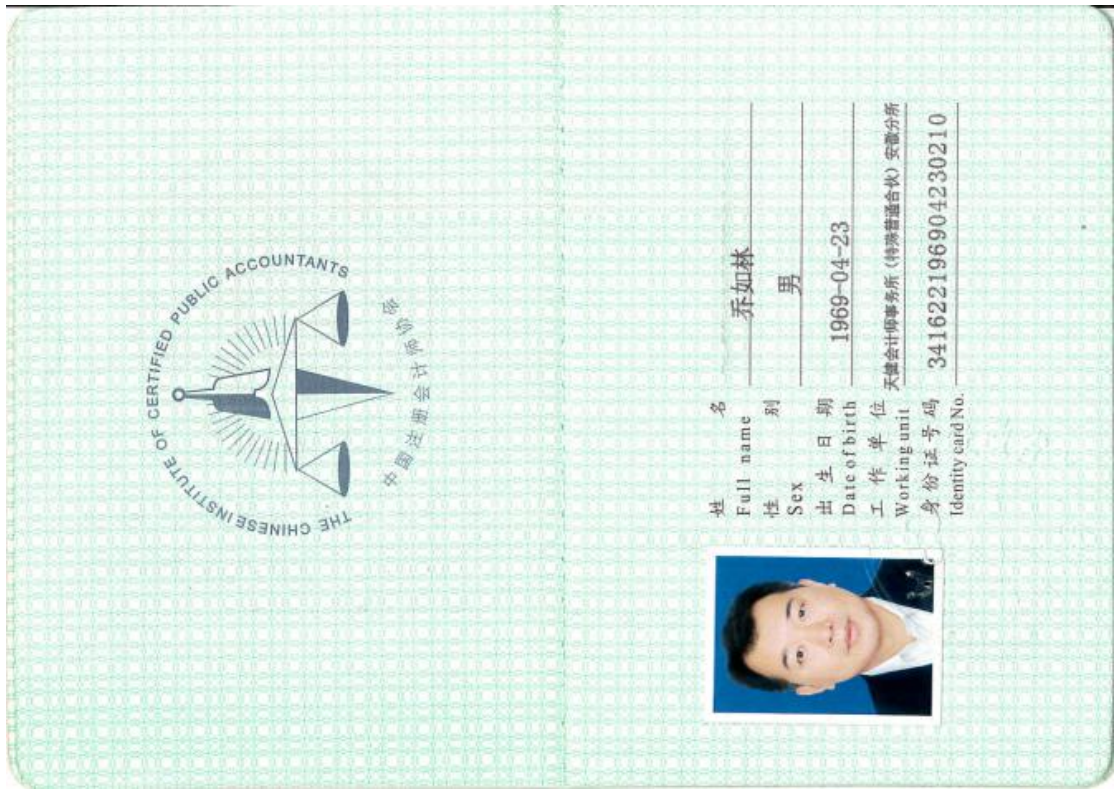 THE CHINESE INSTITUTE OF CERTIFIED PUBLIC ACCOUNTANTS
中国注册会计师协会
姓 名 乔如林
Full name
性 别 男
Sex
出 生 日 期 1969-04-23
Date of birth
工 作 单 位 天健会计师事务所（特殊普通合伙）安徽分所
Working unit
身份证号码 341622196904230210
Identity card No.